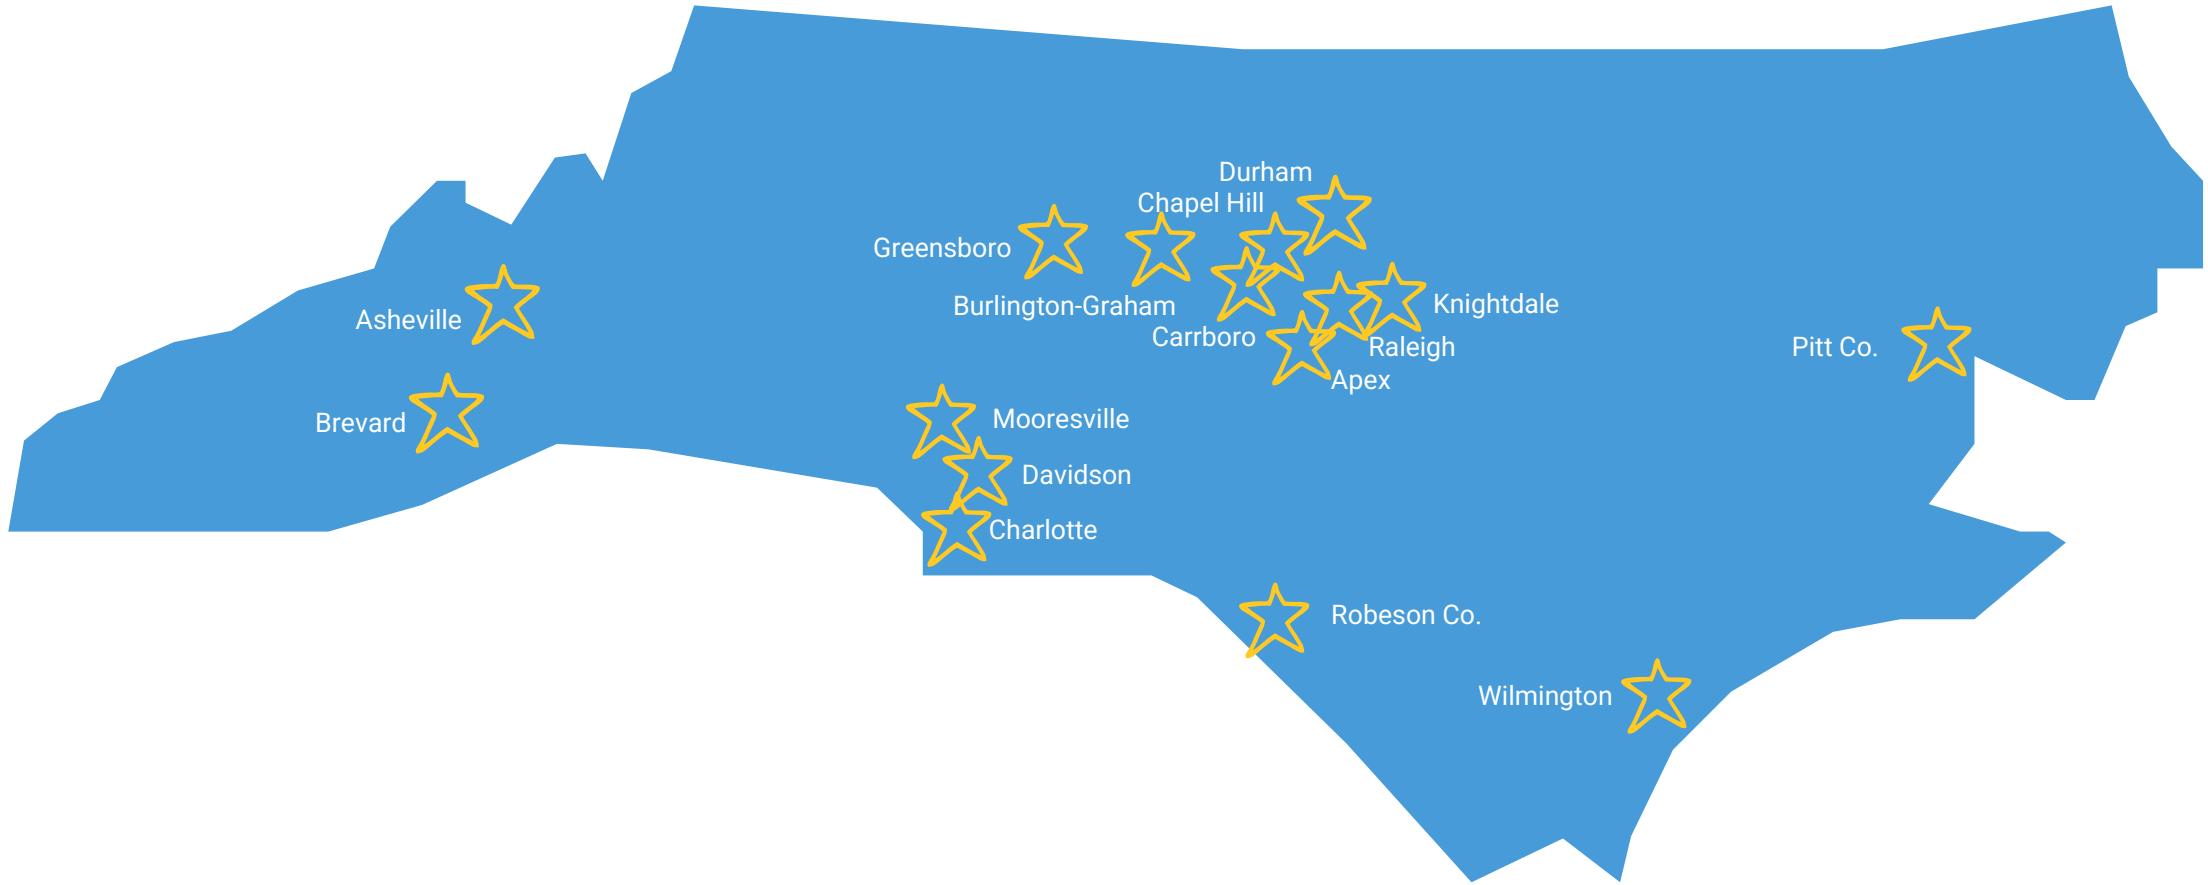 Durham
Chapel Hill
Greensboro
Burlington-Graham
Knightdale
Asheville
Carrboro
Raleigh
Pitt Co.
Apex
Brevard
Mooresville
Davidson
Charlotte
Robeson Co.
Wilmington